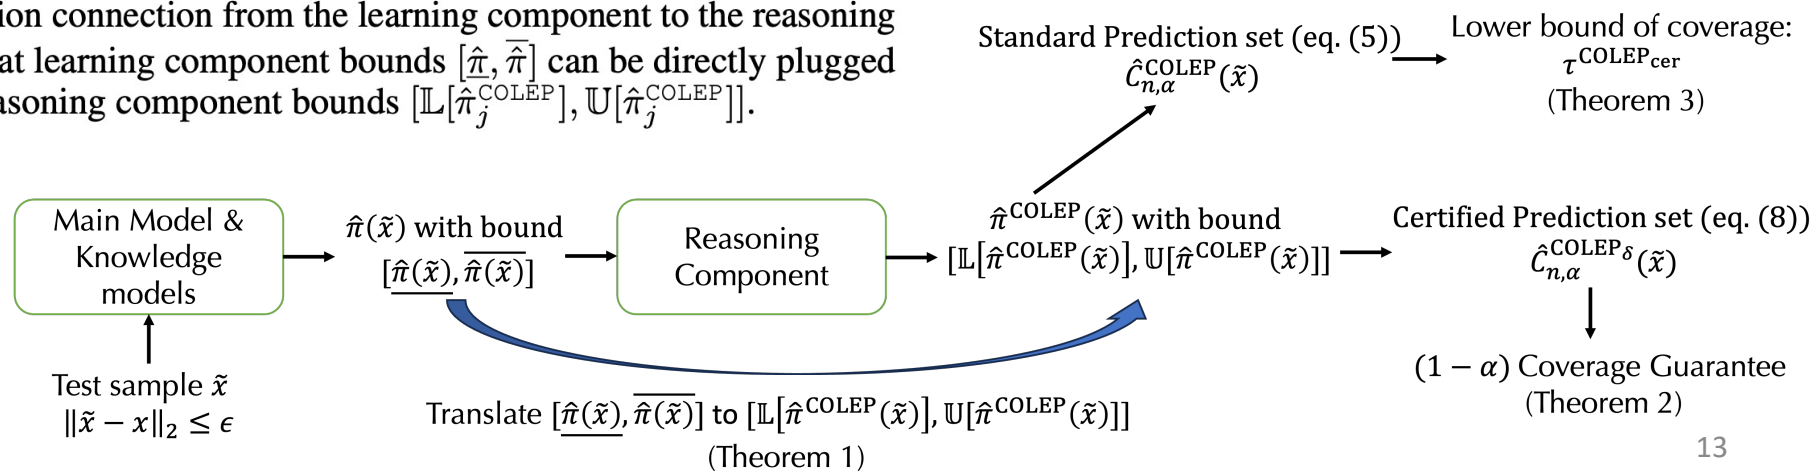 ion connection from the learning component to the reasoning
at learning component bounds [π̲̂, π̂̅] can be directly plugged
asoning component bounds [𝕃[π̂ⱼ^COLEP], 𝕌[π̂ⱼ^COLEP]].
Standard Prediction set (eq. (5))
Ĉ_{n,α}^{COLEP}(x̃)
Lower bound of coverage:
τ^{COLEP_cer}
(Theorem 3)
Main Model &
Knowledge
models
π̂(x̃) with bound
[π̲̂(x̃), π̂(x̃)̅]
Reasoning
Component
π̂^{COLEP}(x̃) with bound
[𝕃[π̂^{COLEP}(x̃)], 𝕌[π̂^{COLEP}(x̃)]]
Certified Prediction set (eq. (8))
Ĉ_{n,α}^{COLEP_δ}(x̃)
Test sample x̃
‖x̃ − x‖₂ ≤ ϵ
Translate [π̲̂(x̃), π̂(x̃)̅] to [𝕃[π̂^{COLEP}(x̃)], 𝕌[π̂^{COLEP}(x̃)]]
(Theorem 1)
(1 − α) Coverage Guarantee
(Theorem 2)
13